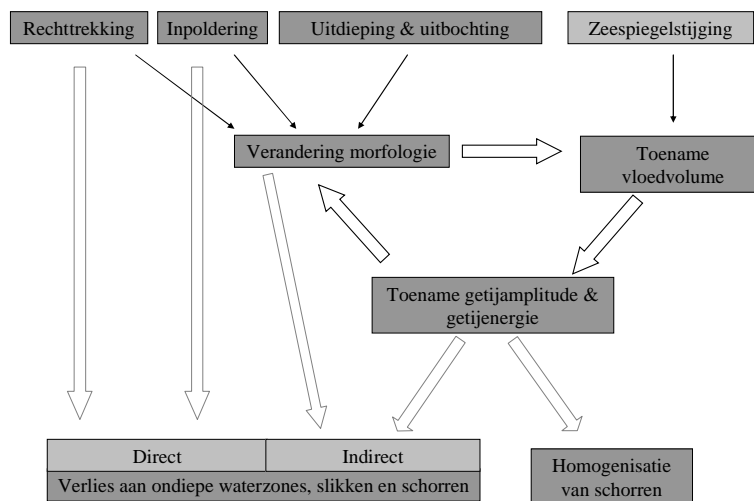 Rechttrekking
Inpoldering
Uitdieping & uitbochting
Zeespiegelstijging
Verandering morfologie
Toename
vloedvolume
Toename getijamplitude &
getijenergie
Direct
Indirect
Verlies aan ondiepe waterzones, slikken en schorren
Homogenisatie
van schorren